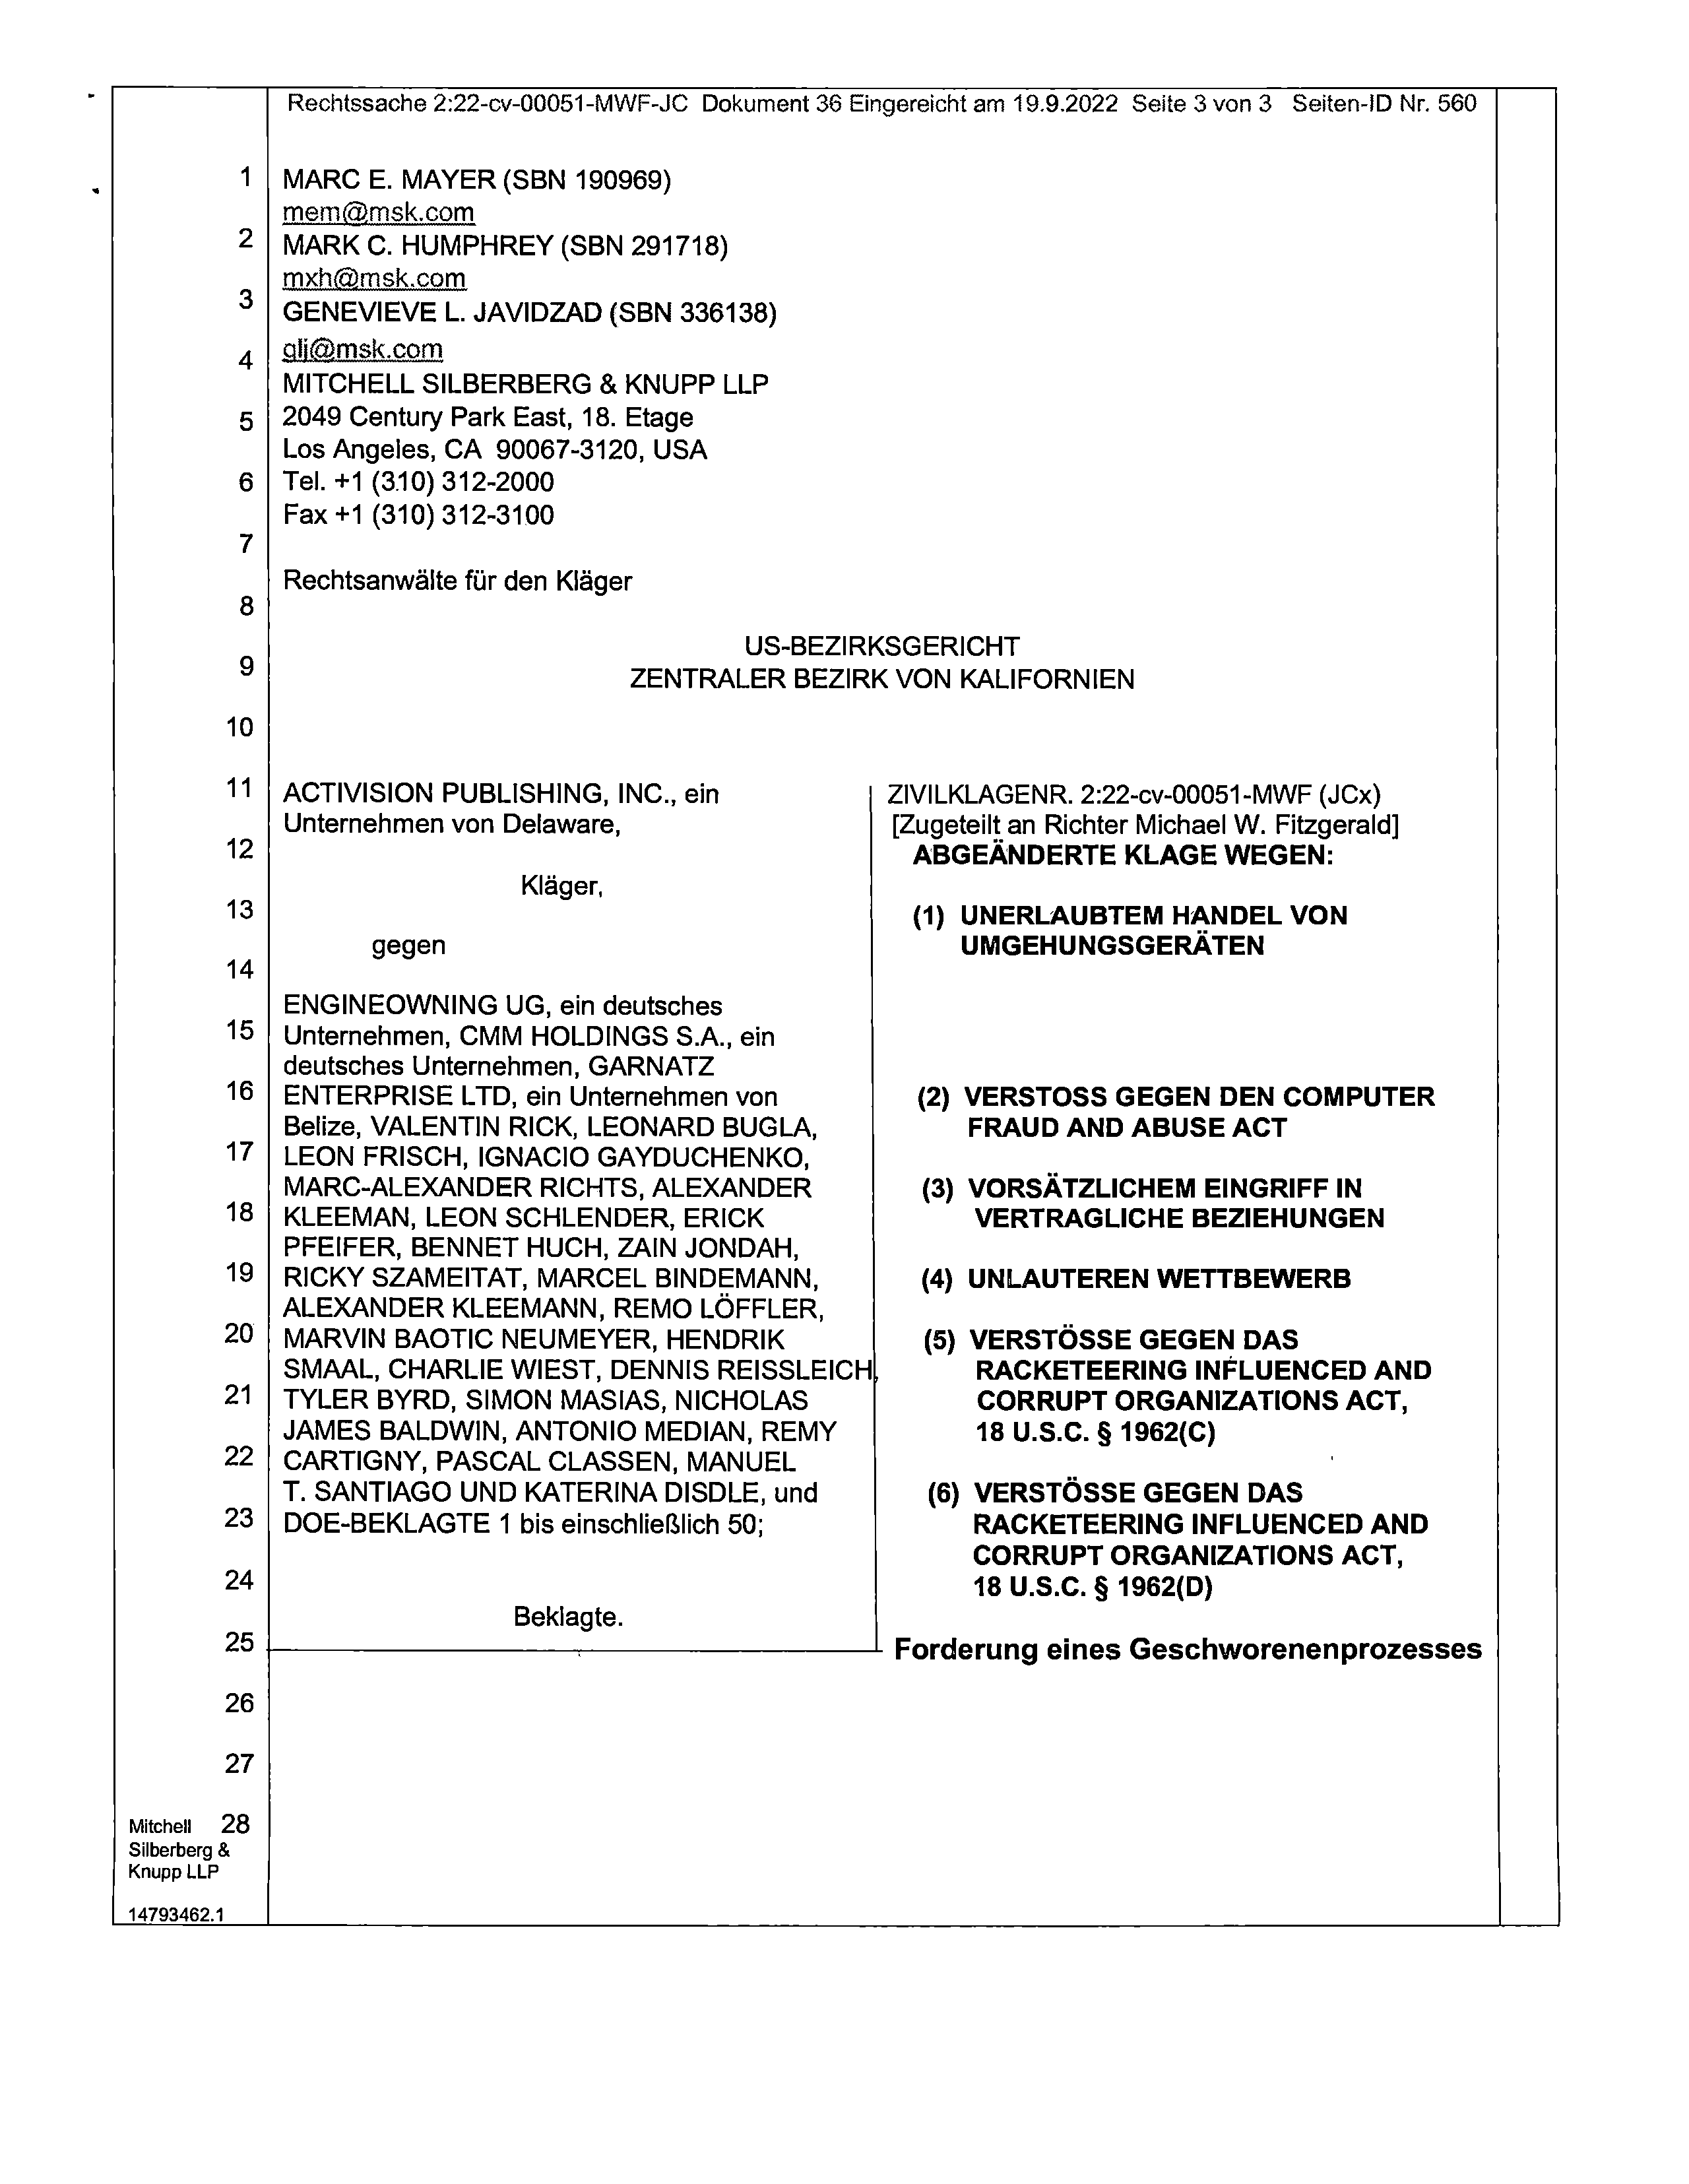 Rechtssache 2:22-cv-00051-MWF-JC Dokument 36 Eingereicht am 19.9.2022 Seite 3 von 3 Seiten-ID Nr. 560
1 MARC E. MAYER (SBN 190969)
mem@msk.com
2 MARK C. HUMPHREY (SBN 291718)
mxh@msk.com
3 GENEVIEVE L. JAVIDZAD (SBN 336138)
4 glj@msk.com
MITCHELL SILBERBERG & KNUPP LLP
5 2049 Century Park East, 18. Etage
Los Angeles, CA 90067-3120, USA
6 Tel. +1 (310) 312-2000
Fax +1 (310) 312-3100
7
Rechtsanwälte für den Kläger
8
US-BEZIRKSGERICHT
9
ZENTRALER BEZIRK VON KALIFORNIEN
10
11 ACTIVISION PUBLISHING, INC., ein
Unternehmen von Delaware,
12
Kläger,
13
gegen
14
ENGINEOWNING UG, ein deutsches
15 Unternehmen, CMM HOLDINGS S.A., ein
deutsches Unternehmen, GARNATZ
16 ENTERPRISE LTD, ein Unternehmen von
Belize, VALENTIN RICK, LEONARD BUGLA,
17 LEON FRISCH, IGNACIO GAYDUCHENKO,
MARC-ALEXANDER RICHTS, ALEXANDER
18 KLEEMAN, LEON SCHLENDER, ERICK
PFEIFER, BENNET HUCH, ZAIN JONDAH,
19 RICKY SZAMEITAT, MARCEL BINDEMANN,
ALEXANDER KLEEMANN, REMO LÖFFLER,
20 MARVIN BAOTIC NEUMEYER, HENDRIK
SMAAL, CHARLIE WIEST, DENNIS REISSLEICH,
21 TYLER BYRD, SIMON MASIAS, NICHOLAS
JAMES BALDWIN, ANTONIO MEDIAN, REMY
22 CARTIGNY, PASCAL CLASSEN, MANUEL
T. SANTIAGO UND KATERINA DISDLE, und
23 DOE-BEKLAGTE 1 bis einschließlich 50;
24
Beklagte.
25
ZIVILKLAGENR. 2:22-cv-00051-MWF (JCx)
[Zugeteilt an Richter Michael W. Fitzgerald]
ABGEÄNDERTE KLAGE WEGEN:
(1) UNERLAUBTEM HANDEL VON
UMGEHUNGSGERÄTEN
(2) VERSTOSS GEGEN DEN COMPUTER
FRAUD AND ABUSE ACT
(3) VORSÄTZLICHEM EINGRIFF IN
VERTRAGLICHE BEZIEHUNGEN
(4) UNLAUTEREN WETTBEWERB
(5) VERSTÖSSE GEGEN DAS
RACKETEERING INFLUENCED AND
CORRUPT ORGANIZATIONS ACT,
18 U.S.C. § 1962(C)
(6) VERSTÖSSE GEGEN DAS
RACKETEERING INFLUENCED AND
CORRUPT ORGANIZATIONS ACT,
18 U.S.C. § 1962(D)
Forderung eines Geschworenenprozesses
26
27
Mitchell 28
Silberberg &
Knupp LLP
14793462.1